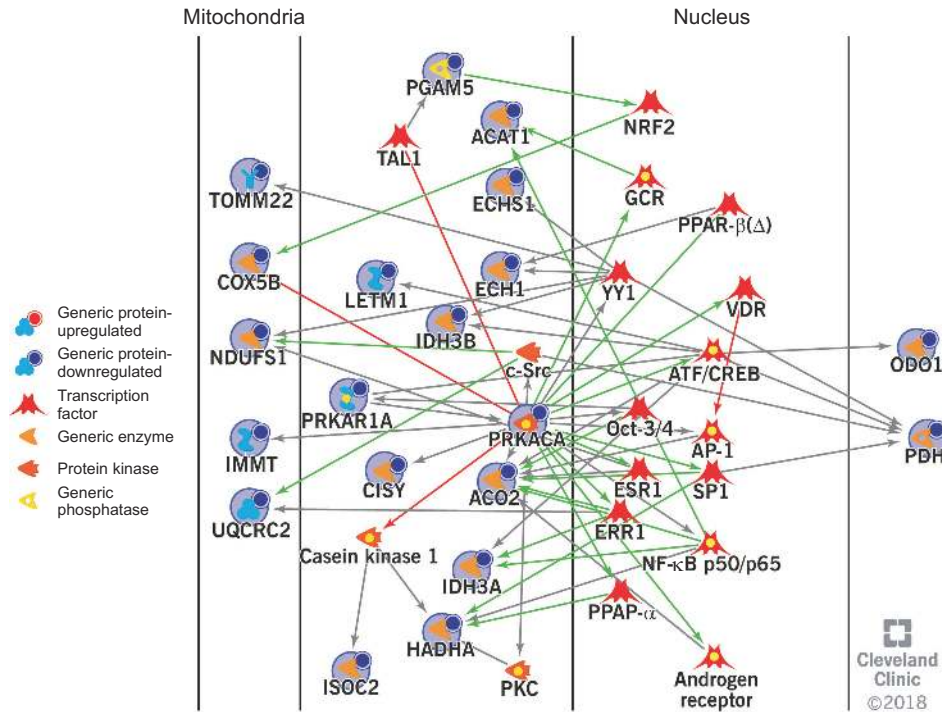 Mitochondria
Nucleus
PGAM5
TAL1
ACAT1
NRF2
TOMM22
ECHS1
GCR
PPAR-β(Δ)
COX5B
LETM1
ECH1
YY1
VDR
NDUFS1
IDH3B
c-Src
ATF/CREB
ODO1
PRKAR1A
PRKACA
Oct-3/4
AP-1
PDH
IMMT
CISY
ACO2
ESR1
SP1
UQCRC2
ERR1
Casein kinase 1
IDH3A
NF-κB p50/p65
PPAP-α
HADHA
ISOC2
PKC
Androgen
receptor
Generic protein-
upregulated
Generic protein-
downregulated
Transcription
factor
Generic enzyme
Protein kinase
Generic
phosphatase
Cleveland
Clinic
©2018